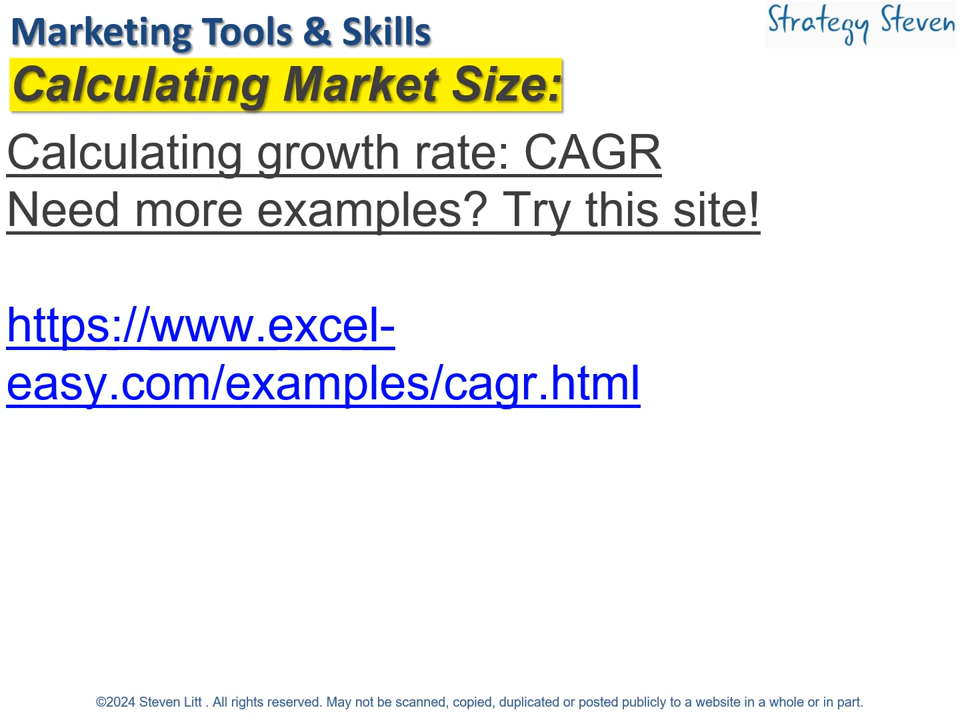 Marketing Tools & Skills
Strategy Steven
Calculating Market Size:
Calculating growth rate: CAGR
Need more examples? Try this site!
https://www.excel-
easy.com/examples/cagr.html
©2024 Steven Litt . All rights reserved. May not be scanned, copied, duplicated or posted publicly to a website in a whole or in part.